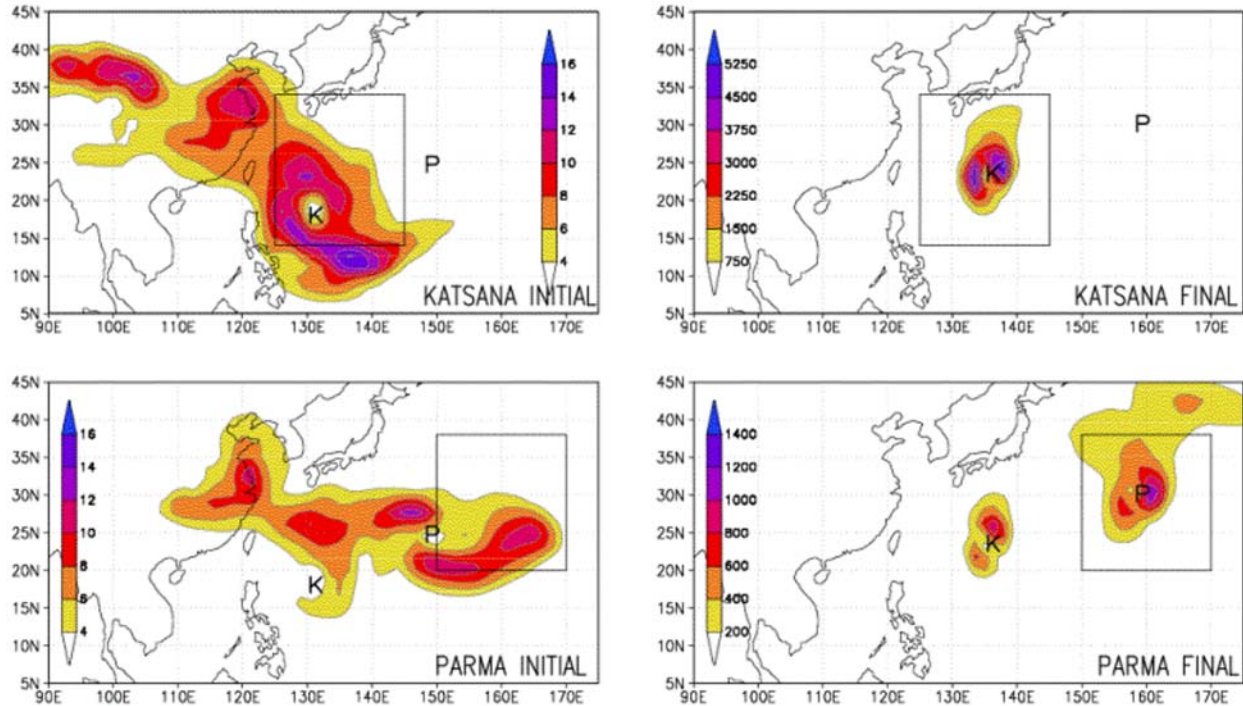 45N
40N
35N
30N
25N
20N
15N
10N
5N
16
14
12
10
8
6
4
P
K
KATSANA INITIAL
90E 100E 110E 120E 130E 140E 150E 160E 170E
45N
40N
35N
30N
25N
20N
15N
10N
5N
5250
4500
3750
3000
2250
1500
750
P
K
KATSANA FINAL
90E 100E 110E 120E 130E 140E 150E 160E 170E
45N
40N
35N
30N
25N
20N
15N
10N
5N
16
14
12
10
8
6
4
P
K
PARMA INITIAL
90E 100E 110E 120E 130E 140E 150E 160E 170E
45N
40N
35N
30N
25N
20N
15N
10N
5N
1400
1200
1000
800
600
400
200
P
K
PARMA FINAL
90E 100E 110E 120E 130E 140E 150E 160E 170E